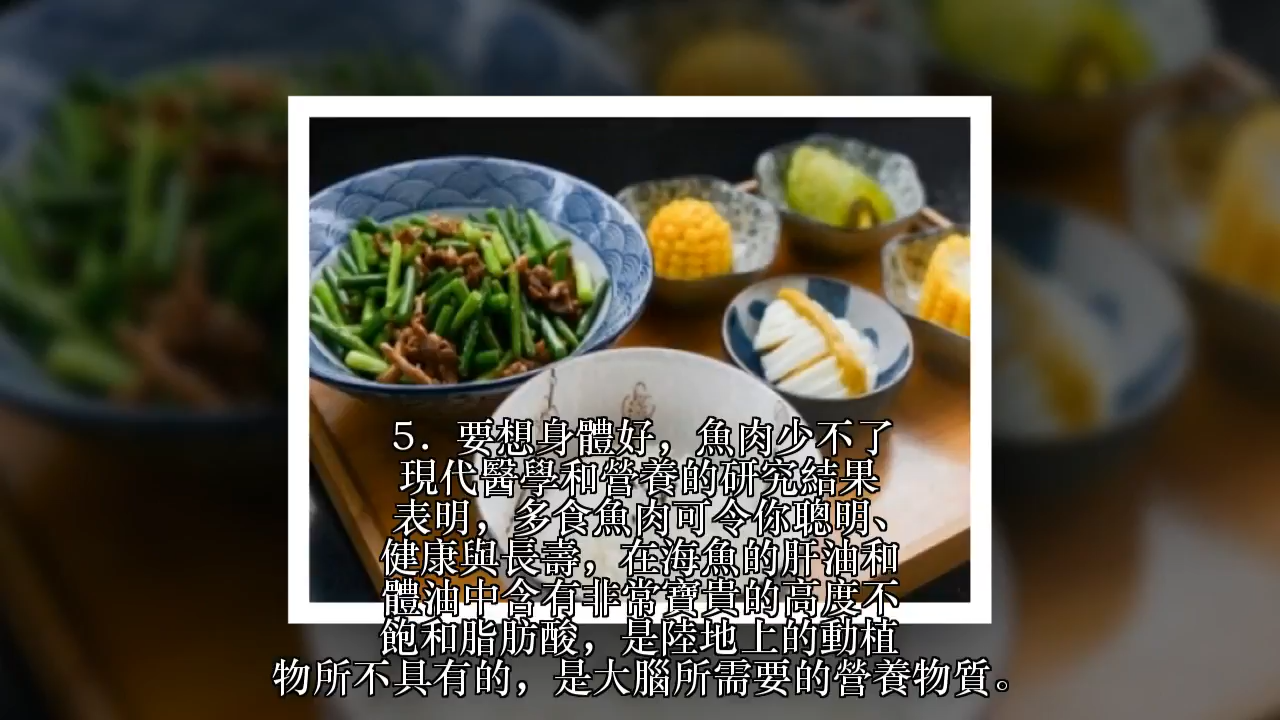 5．要想身體好，魚肉少不了
現代醫學和營養的研究結果
表明，多食魚肉可令你聰明、
健康與長壽，在海魚的肝油和
體油中含有非常寶貴的高度不
飽和脂肪酸，是陸地上的動植
物所不具有的，是大腦所需要的營養物質。